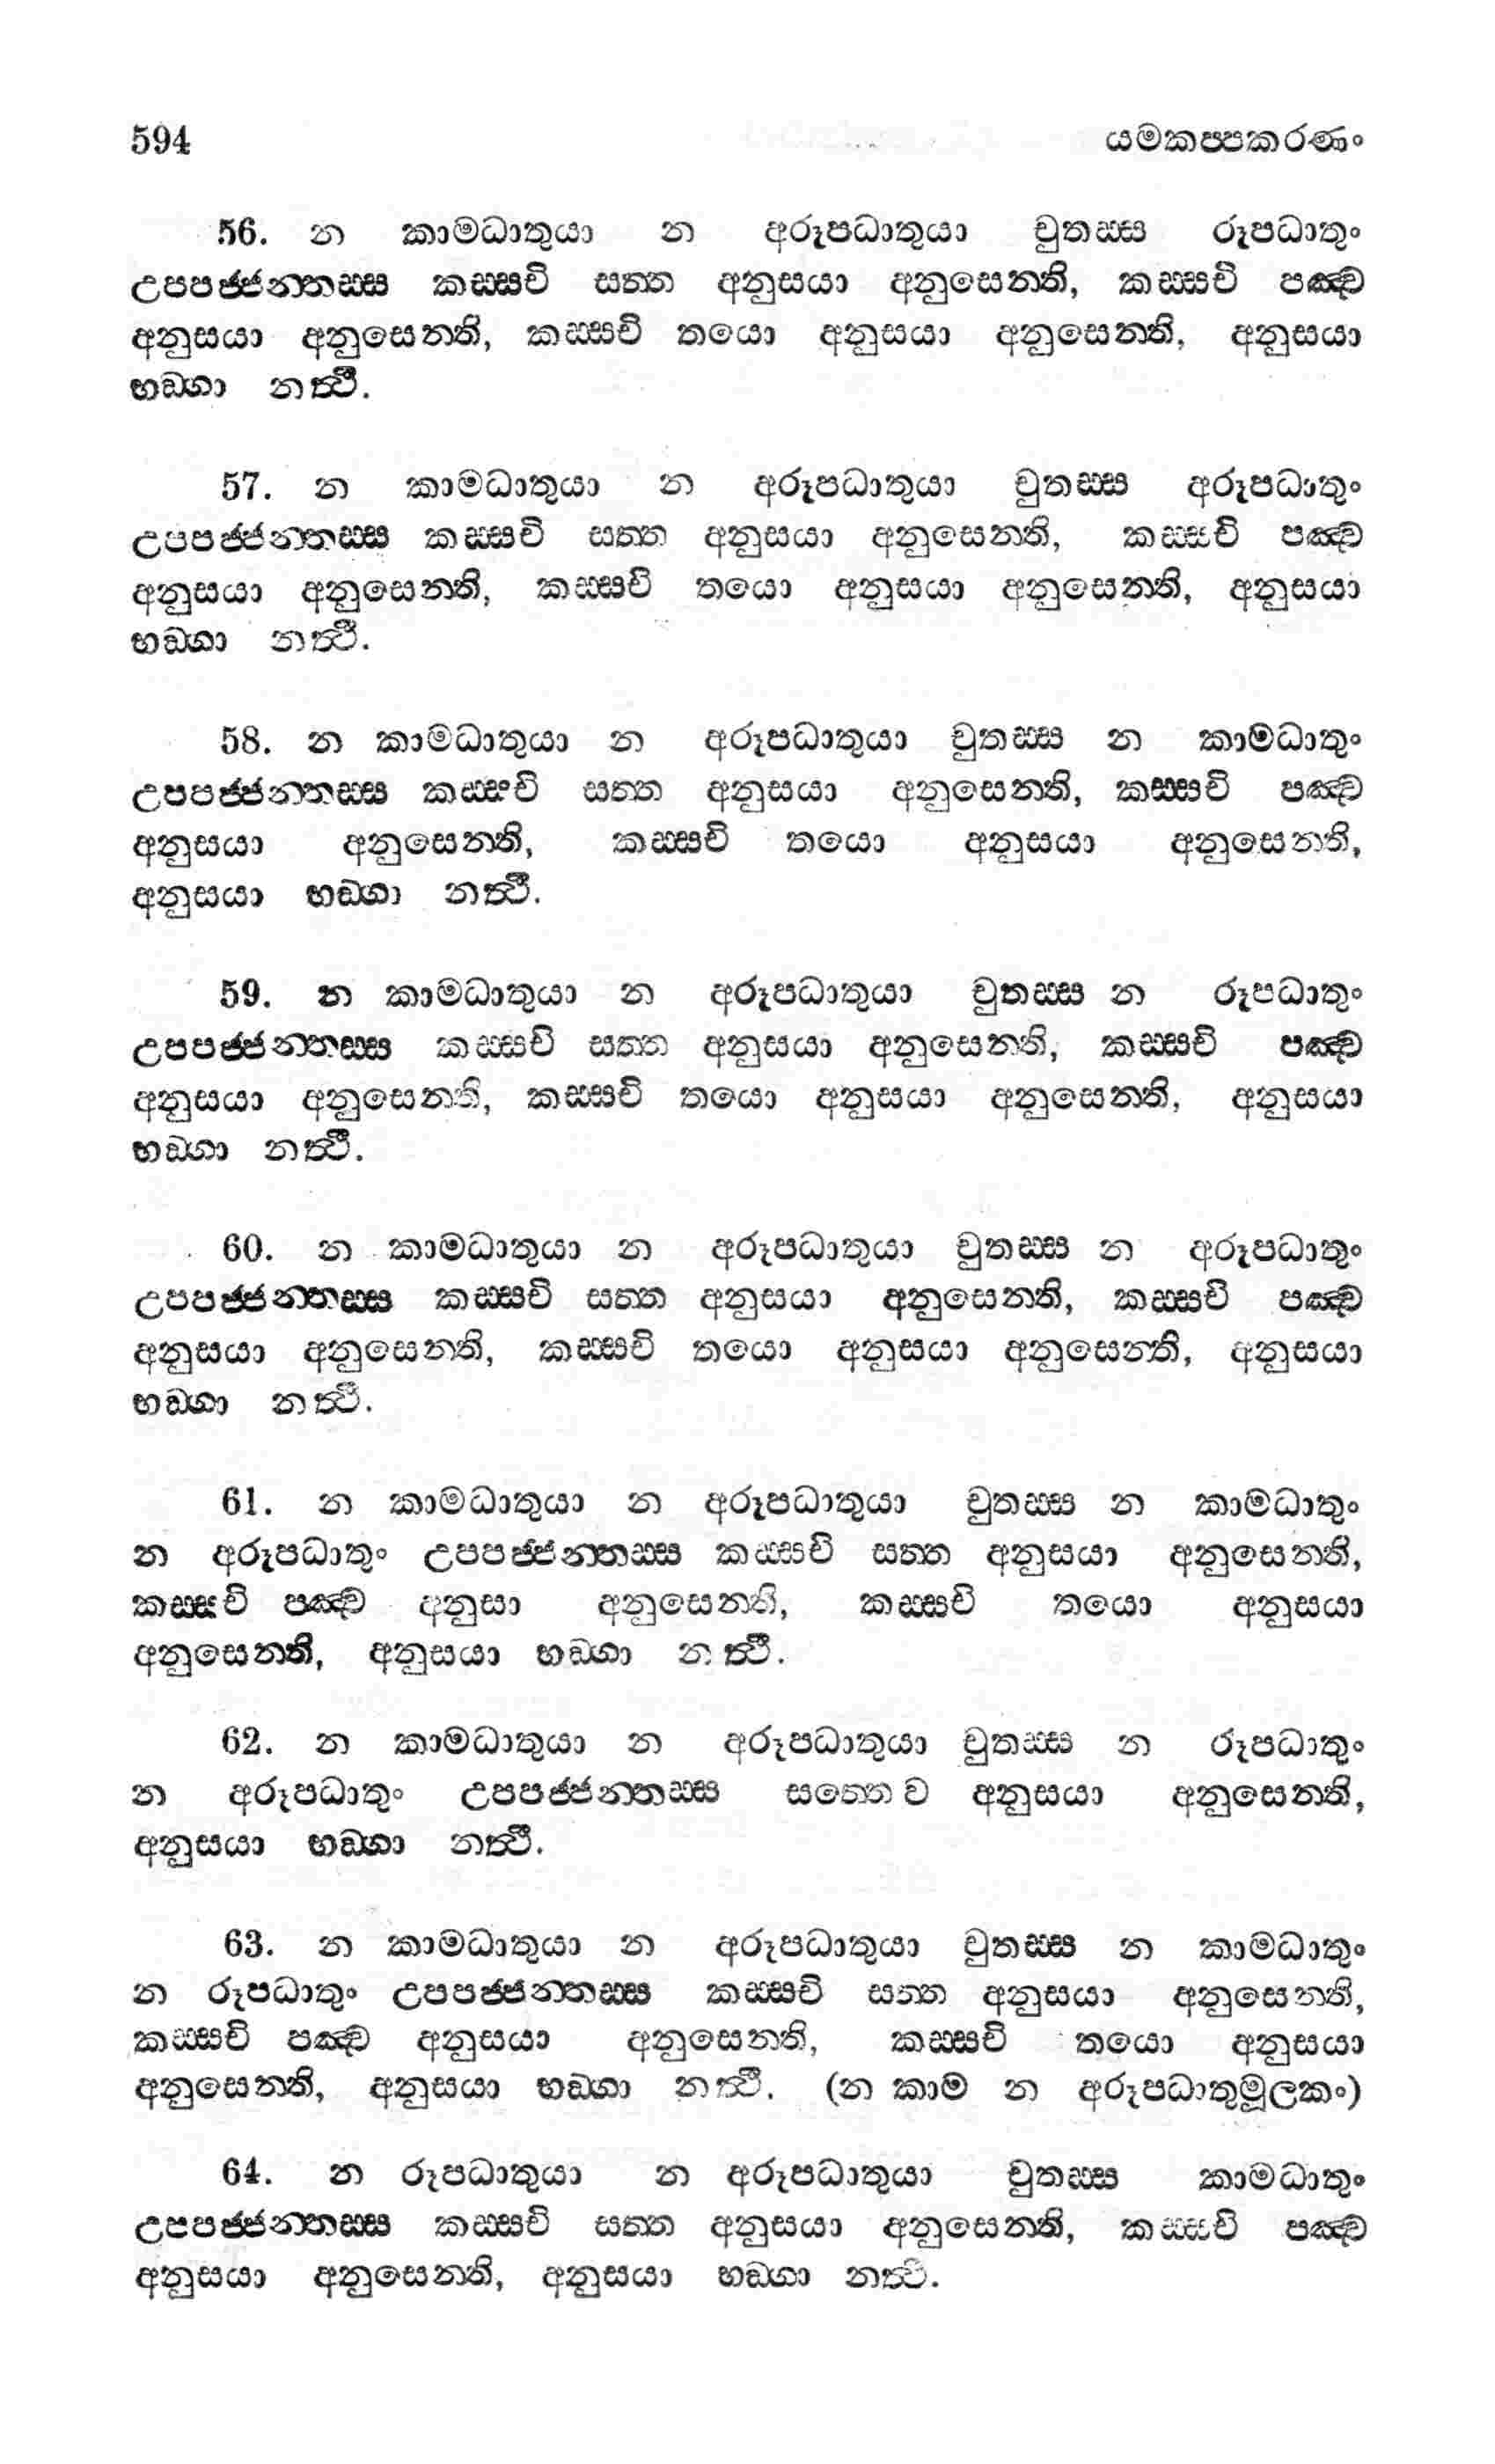 594 යමකප්පකරණං
56. න කාමධාතුයා න අරූපධාතුයා චුතස්ස රූපධාතුං
උපපජ්ජන්තස්ස කස්සචි සත්ත අනුසයා අනුසෙන්ති, කස්සචි පඤ්ච
අනුසයා අනුසෙන්ති, කස්සචි තයො අනුසයා අනුසෙන්ති, අනුසයා
භඞ්ගා නත්ථි.
57. න කාමධාතුයා න අරූපධාතුයා චුතස්ස අරූපධාතුං
උපපජ්ජන්තස්ස කස්සචි සත්ත අනුසයා අනුසෙන්ති, කස්සචි පඤ්ච
අනුසයා අනුසෙන්ති, කස්සචි තයො අනුසයා අනුසෙන්ති, අනුසයා
භඞ්ගා නත්ථි.
58. න කාමධාතුයා න අරූපධාතුයා චුතස්ස න කාමධාතුං
උපපජ්ජන්තස්ස කස්සචි සත්ත අනුසයා අනුසෙන්ති, කස්සචි පඤ්ච
අනුසයා අනුසෙන්ති, කස්සචි තයො අනුසයා අනුසෙන්ති,
අනුසයා භඞ්ගා නත්ථි.
59. න කාමධාතුයා න අරූපධාතුයා චුතස්ස න රූපධාතුං
උපපජ්ජන්තස්ස කස්සචි සත්ත අනුසයා අනුසෙන්ති, කස්සචි පඤ්ච
අනුසයා අනුසෙන්ති, කස්සචි තයො අනුසයා අනුසෙන්ති, අනුසයා
භඞ්ගා නත්ථි.
60. න කාමධාතුයා න අරූපධාතුයා චුතස්ස න අරූපධාතුං
උපපජ්ජන්තස්ස කස්සචි සත්ත අනුසයා අනුසෙන්ති, කස්සචි පඤ්ච
අනුසයා අනුසෙන්ති, කස්සචි තයො අනුසයා අනුසෙන්ති, අනුසයා
භඞ්ගා නත්ථි.
61. න කාමධාතුයා න අරූපධාතුයා චුතස්ස න කාමධාතුං
න අරූපධාතුං උපපජ්ජන්තස්ස කස්සචි සත්ත අනුසයා අනුසෙන්ති,
කස්සචි පඤ්ච අනුසා අනුසෙන්ති, කස්සචි තයො අනුසයා
අනුසෙන්ති, අනුසයා භඞ්ගා නත්ථි.
62. න කාමධාතුයා න අරූපධාතුයා චුතස්ස න රූපධාතුං
න අරූපධාතුං උපපජ්ජන්තස්ස සත්තෙව අනුසයා අනුසෙන්ති,
අනුසයා භඞ්ගා නත්ථි.
63. න කාමධාතුයා න අරූපධාතුයා චුතස්ස න කාමධාතුං
න රූපධාතුං උපපජ්ජන්තස්ස කස්සචි සත්ත අනුසයා අනුසෙන්ති,
කස්සචි පඤ්ච අනුසයා අනුසෙන්ති, කස්සචි තයො අනුසයා
අනුසෙන්ති, අනුසයා භඞ්ගා නත්ථි. (න කාම න අරූපධාතුමූලකං)
64. න රූපධාතුයා න අරූපධාතුයා චුතස්ස කාමධාතුං
උපපජ්ජන්තස්ස කස්සචි සත්ත අනුසයා අනුසෙන්ති, කස්සචි පඤ්ච
අනුසයා අනුසෙන්ති, අනුසයා භඞ්ගා නත්ථි.